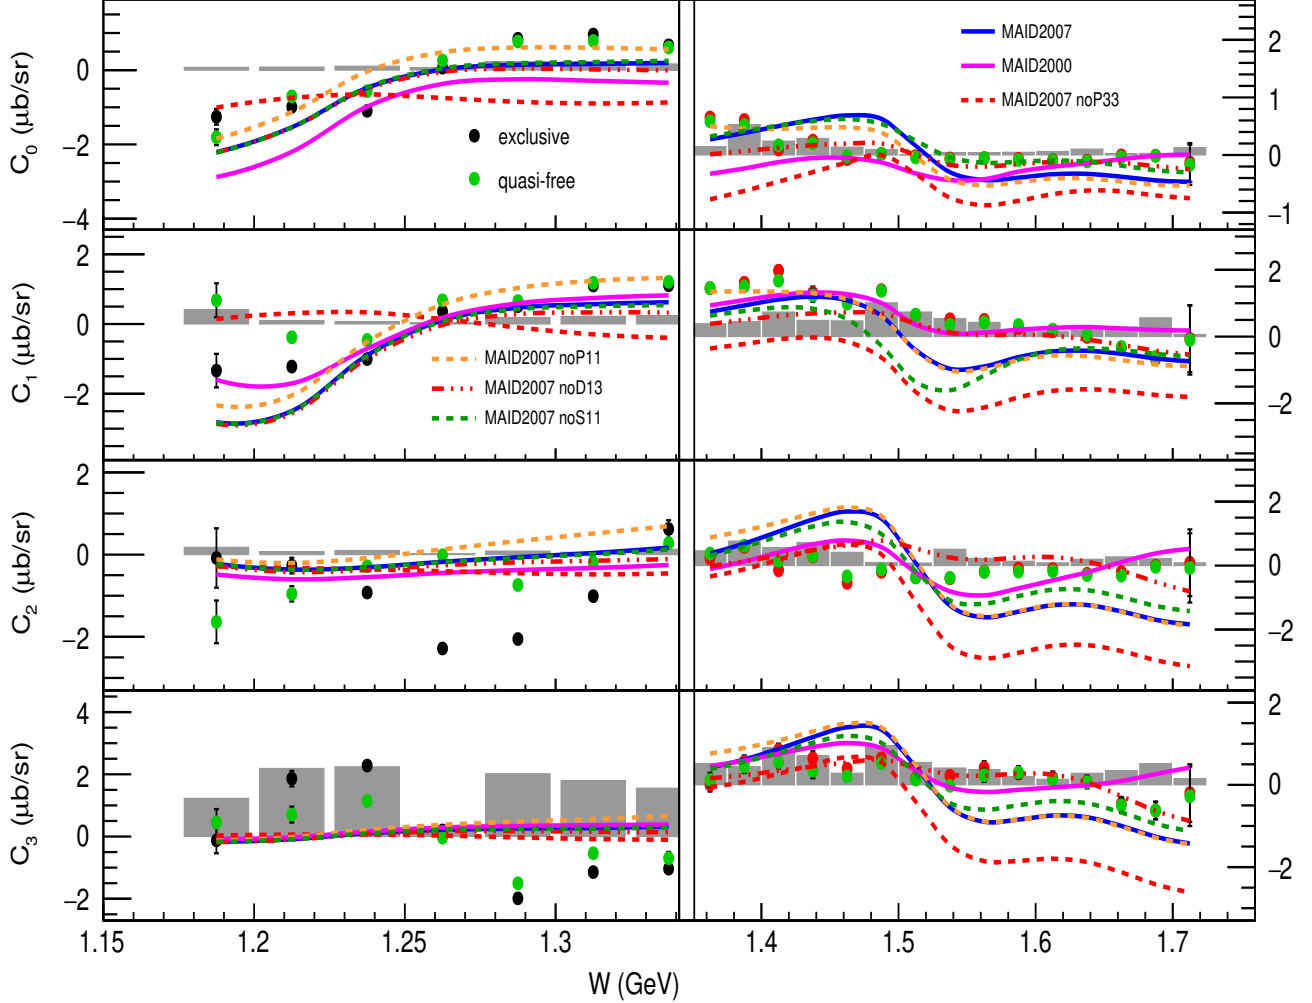 C0 (μb/sr)
0
−2
−4
exclusive
quasi-free
MAID2007
MAID2000
MAID2007 noP33
2
1
0
−1
C1 (μb/sr)
2
0
−2
MAID2007 noP11
MAID2007 noD13
MAID2007 noS11
2
0
−2
C2 (μb/sr)
2
0
−2
2
0
−2
C3 (μb/sr)
4
2
0
−2
2
0
−2
1.15 1.2 1.25 1.3 1.4 1.5 1.6 1.7
W (GeV)